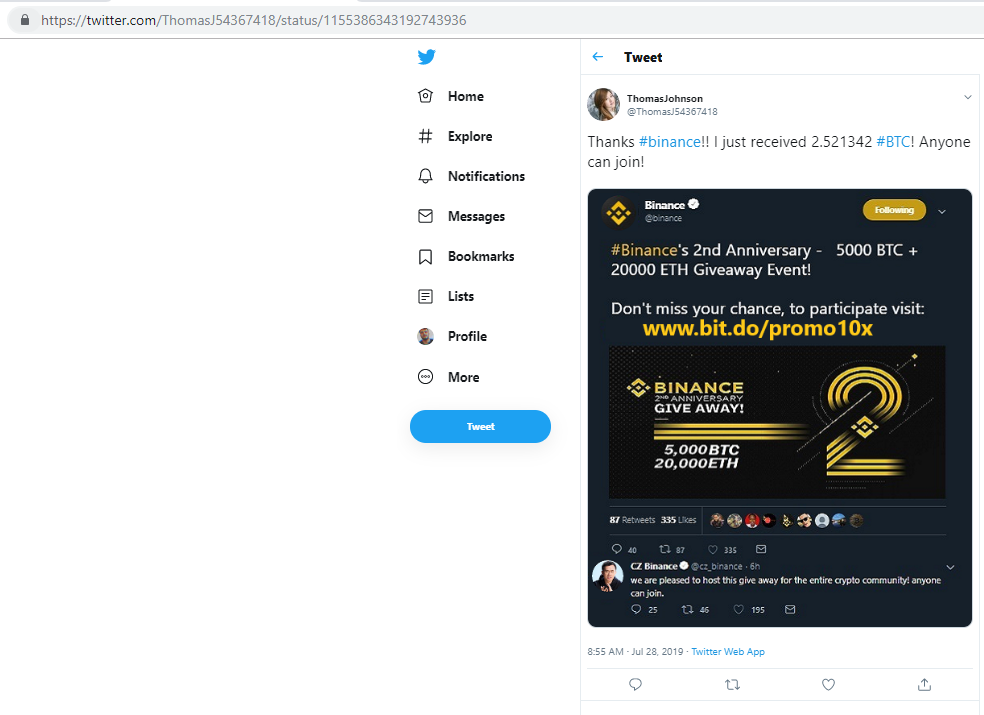 https://twitter.com/ThomasJ54367418/status/1155386343192743936
Home
Explore
Notifications
Messages
Bookmarks
Lists
Profile
More
Tweet
Tweet
ThomasJohnson
@ThomasJ54367418
Thanks #binance!! I just received 2.521342 #BTC! Anyone
can join!
Binance
@binance
Following
#Binance's 2nd Anniversary - 5000 BTC +
20000 ETH Giveaway Event!
Don't miss your chance, to participate visit:
www.bit.do/promo10x
BINANCE
2ND ANNIVERSARY
GIVE AWAY!
5,000BTC
20,000ETH
2
87 Retweets 335 Likes
40 87 335
CZ Binance @cz_binance · 6h
we are pleased to host this give away for the entire crypto community! anyone
can join.
25 46 195
8:55 AM · Jul 28, 2019 · Twitter Web App